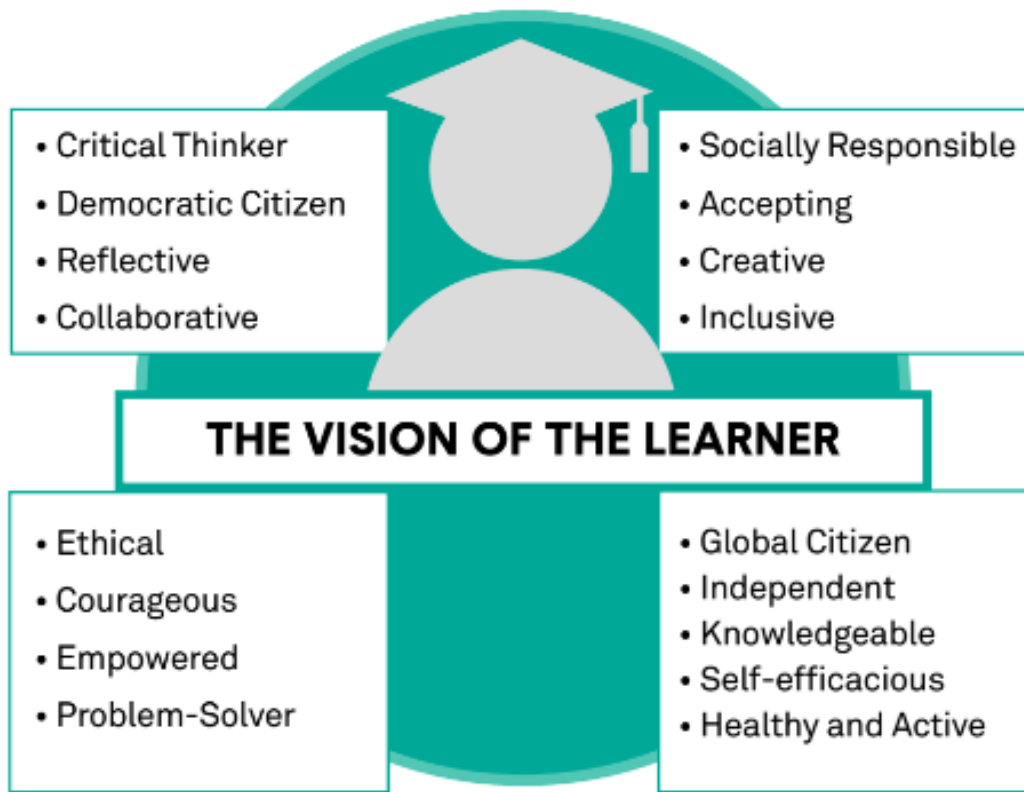 • Critical Thinker
• Democratic Citizen
• Reflective
• Collaborative
• Socially Responsible
• Accepting
• Creative
• Inclusive
THE VISION OF THE LEARNER
• Ethical
• Courageous
• Empowered
• Problem-Solver
• Global Citizen
• Independent
• Knowledgeable
• Self-efficacious
• Healthy and Active